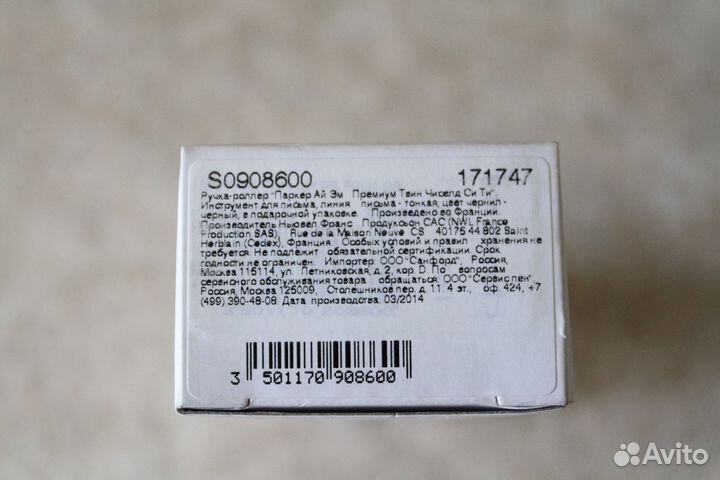 S0908600 171747
Ручка-роллер "Паркер Ай Эм Премиум Твин Чиселд Си Ти".
Инструмент для письма, линия письма - тонкая, цвет чернил -
черный, в подарочной упаковке. Произведено во Франции.
Производитель Ньювел Франс Продуксьон САС (NWL France
Production SAS), Rue de la Maison Neuve CS 40175 44 802 Saint
Herblain (Cedex), Франция. Особых условий и правил хранения не
требуется. Не подлежит обязательной сертификации. Срок
годности не ограничен. Импортер: ООО "Санфорд", Россия,
Москва 115114, ул. Летниковская, д. 2, кор. D. По вопросам
сервисного обслуживания товара обращаться: ООО "Сервис пен",
Россия, Москва 125009, Столешников пер. д. 11. 4 эт., оф. 424, +7
(499) 390-48-08 Дата производства: 03/2014
3 501170 908600
Avito